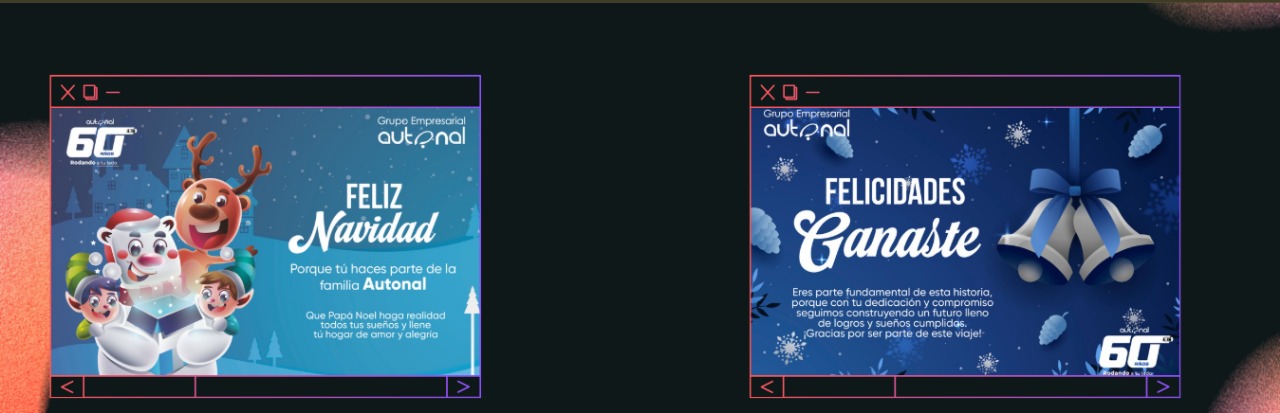 autonal
60
AÑOS
Rodando a tu lado
Grupo Empresarial
autonal
FELIZ
Navidad
Porque tú haces parte de la
familia Autonal
Que Papá Noel haga realidad
todos tus sueños y llene
tú hogar de amor y alegría
Grupo Empresarial
autonal
FELICIDADES
Ganaste
Eres parte fundamental de esta historia,
porque con tu dedicación y compromiso
seguimos construyendo un futuro lleno
de logros y sueños cumplidos.
¡Gracias por ser parte de este viaje!
autonal
60
AÑOS
Rodando a tu lado